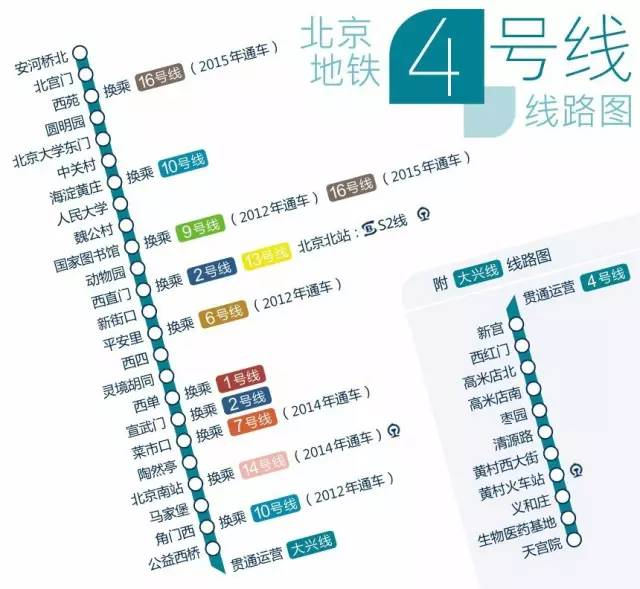 北京
地铁
4
号线
线路图
安河桥北
北宫门
西苑 换乘 16号线 (2015年通车)
圆明园
北京大学东门
中关村
海淀黄庄 换乘 10号线
人民大学
魏公村
国家图书馆 换乘 9号线 (2012年通车) 16号线 (2015年通车)
动物园
西直门 换乘 2号线 13号线 北京北站:S2线
新街口
平安里 换乘 6号线 (2012年通车)
西四
灵境胡同
西单 换乘 1号线
宣武门 换乘 2号线
菜市口 换乘 7号线 (2014年通车)
陶然亭
北京南站 换乘 14号线 (2014年通车)
马家堡
角门西 换乘 10号线 (2012年通车)
公益西桥
贯通运营 大兴线
附 大兴线 线路图
贯通运营 4号线
新宫
西红门
高米店北
高米店南
枣园
清源路
黄村西大街
黄村火车站
义和庄
生物医药基地
天宫院